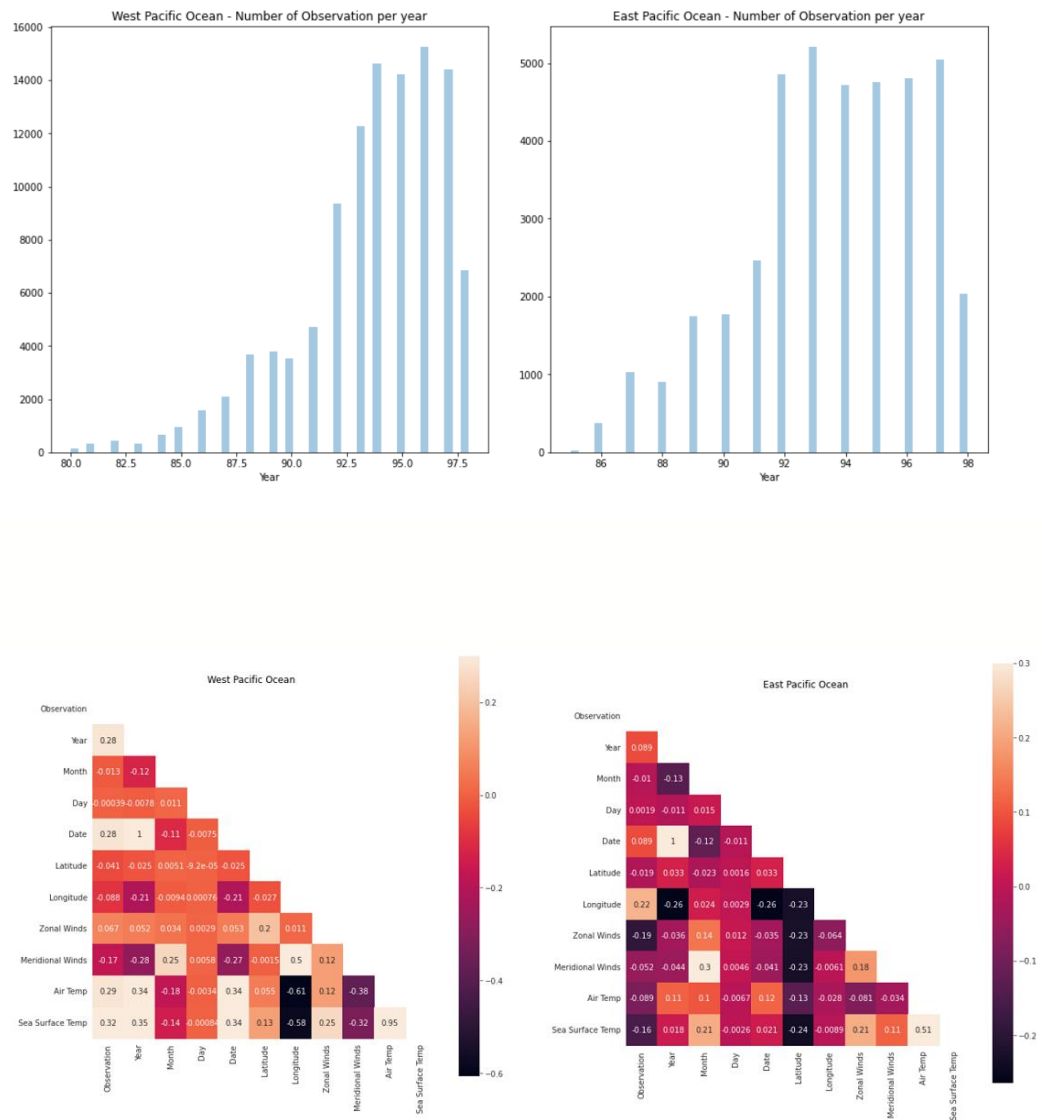 West Pacific Ocean - Number of Observation per year
16000
14000
12000
10000
8000
6000
4000
2000
0
80.0 82.5 85.0 87.5 90.0 92.5 95.0 97.5
Year
East Pacific Ocean - Number of Observation per year
5000
4000
3000
2000
1000
0
86 88 90 92 94 96 98
Year
West Pacific Ocean
Observation
Year 0.28
Month -0.013 -0.12
Day -0.00039 -0.0078 0.011
Date 0.28 1 -0.11 -0.0075
Latitude -0.041 -0.025 0.0051 -9.2e-05 -0.025
Longitude -0.088 -0.21 -0.0094 0.00076 -0.21 -0.027
Zonal Winds 0.067 0.052 0.034 0.0029 0.053 0.2 0.011
Meridional Winds -0.17 -0.28 0.25 0.0058 -0.27 -0.0015 0.5 0.12
Air Temp 0.29 0.34 -0.18 -0.0034 0.34 0.055 -0.61 0.12 -0.38
Sea Surface Temp 0.32 0.35 -0.14 -0.00084 0.34 0.13 -0.58 0.25 -0.32 0.95
Observation Year Month Day Date Latitude Longitude Zonal Winds Meridional Winds Air Temp Sea Surface Temp
0.2
0.0
-0.2
-0.4
-0.6
East Pacific Ocean
Observation
Year 0.089
Month -0.01 -0.13
Day 0.0019 -0.011 0.015
Date 0.089 1 -0.12 -0.011
Latitude -0.019 0.033 -0.023 0.0016 0.033
Longitude 0.22 -0.26 0.024 0.0029 -0.26 -0.23
Zonal Winds -0.19 -0.036 0.14 0.012 -0.035 -0.23 -0.064
Meridional Winds -0.052 -0.044 0.3 0.0046 -0.041 -0.23 -0.0061 0.18
Air Temp -0.089 0.11 0.1 -0.0067 0.12 -0.13 -0.028 -0.081 -0.034
Sea Surface Temp -0.16 0.018 0.21 -0.0026 0.021 -0.24 -0.0089 0.21 0.11 0.51
Observation Year Month Day Date Latitude Longitude Zonal Winds Meridional Winds Air Temp Sea Surface Temp
0.3
0.2
0.1
0.0
-0.1
-0.2